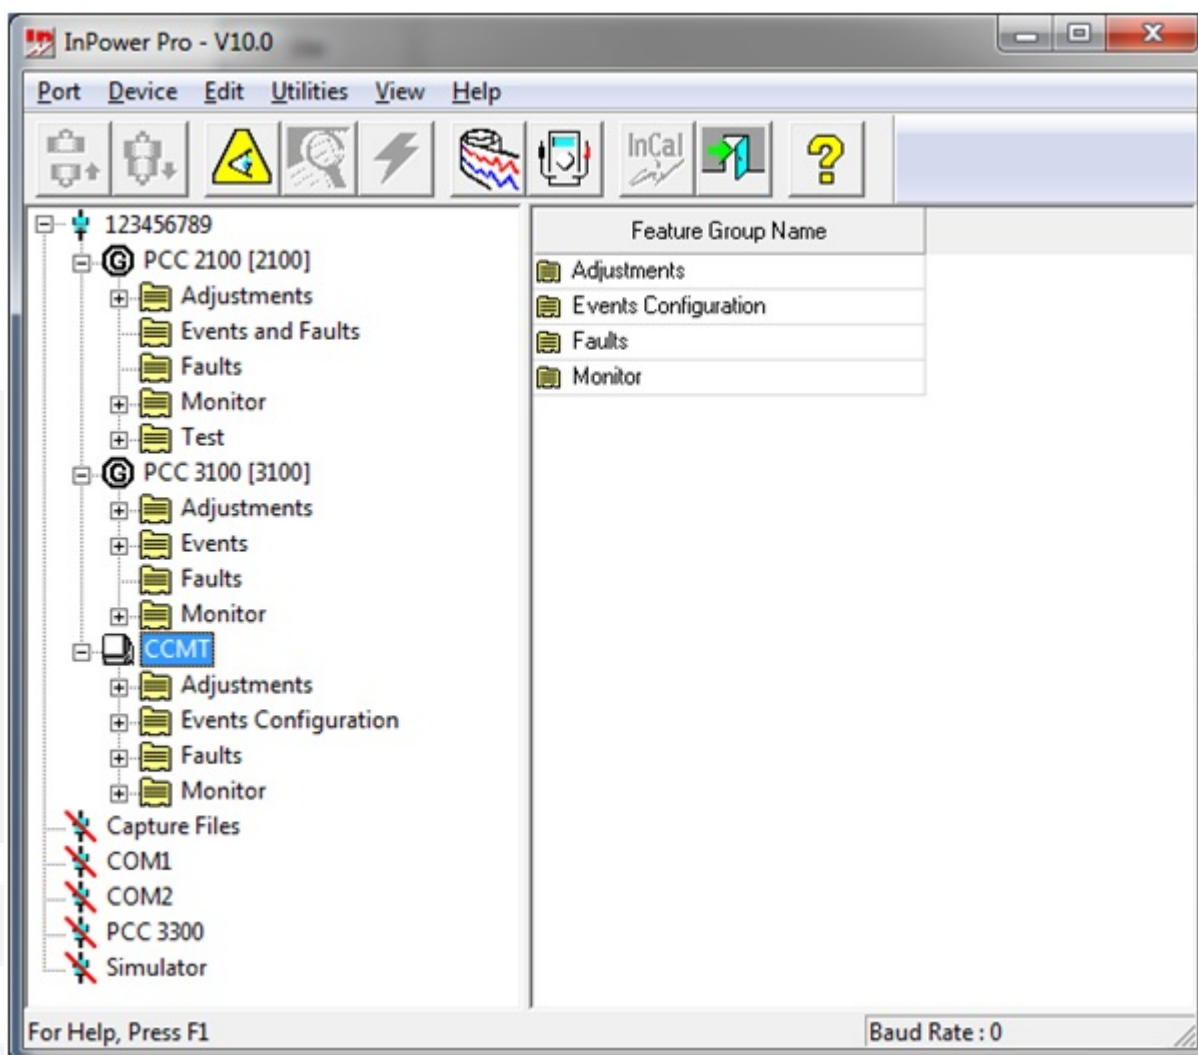 InPower Pro - V10.0
Port Device Edit Utilities View Help
InCal
123456789
PCC 2100 [2100]
Adjustments
Events and Faults
Faults
Monitor
Test
PCC 3100 [3100]
Adjustments
Events
Faults
Monitor
CCMT
Adjustments
Events Configuration
Faults
Monitor
Capture Files
COM1
COM2
PCC 3300
Simulator
Feature Group Name
Adjustments
Events Configuration
Faults
Monitor
For Help, Press F1
Baud Rate : 0